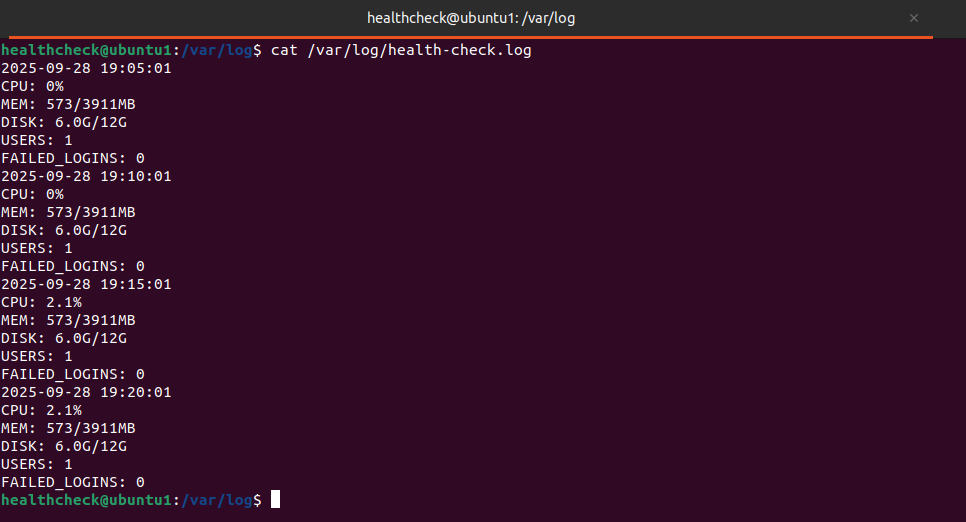 healthcheck@ubuntu1: /var/log
healthcheck@ubuntu1:/var/log$ cat /var/log/health-check.log
2025-09-28 19:05:01
CPU: 0%
MEM: 573/3911MB
DISK: 6.0G/12G
USERS: 1
FAILED_LOGINS: 0
2025-09-28 19:10:01
CPU: 0%
MEM: 573/3911MB
DISK: 6.0G/12G
USERS: 1
FAILED_LOGINS: 0
2025-09-28 19:15:01
CPU: 2.1%
MEM: 573/3911MB
DISK: 6.0G/12G
USERS: 1
FAILED_LOGINS: 0
2025-09-28 19:20:01
CPU: 2.1%
MEM: 573/3911MB
DISK: 6.0G/12G
USERS: 1
FAILED_LOGINS: 0
healthcheck@ubuntu1:/var/log$